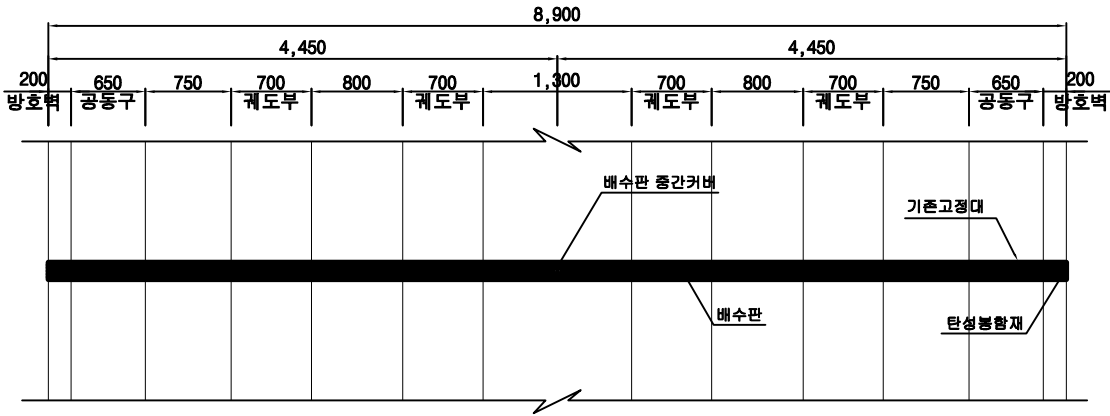 8,900
4,450 4,450
200 650 750 700 800 700 1,300 700 800 700 750 650 200
방호벽 공동구 궤도부 궤도부 궤도부 궤도부 공동구 방호벽
배수판 중간커버
기존고정대
배수판
탄성봉함재